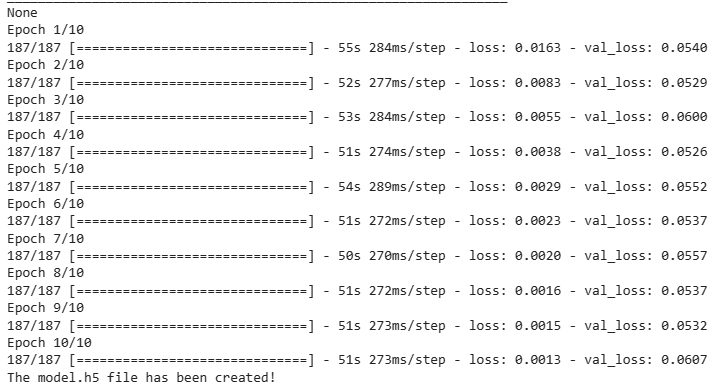 None
Epoch 1/10
187/187 [==============================] - 55s 284ms/step - loss: 0.0163 - val_loss: 0.0540
Epoch 2/10
187/187 [==============================] - 52s 277ms/step - loss: 0.0083 - val_loss: 0.0529
Epoch 3/10
187/187 [==============================] - 53s 284ms/step - loss: 0.0055 - val_loss: 0.0600
Epoch 4/10
187/187 [==============================] - 51s 274ms/step - loss: 0.0038 - val_loss: 0.0526
Epoch 5/10
187/187 [==============================] - 54s 289ms/step - loss: 0.0029 - val_loss: 0.0552
Epoch 6/10
187/187 [==============================] - 51s 272ms/step - loss: 0.0023 - val_loss: 0.0537
Epoch 7/10
187/187 [==============================] - 50s 270ms/step - loss: 0.0020 - val_loss: 0.0557
Epoch 8/10
187/187 [==============================] - 51s 272ms/step - loss: 0.0016 - val_loss: 0.0537
Epoch 9/10
187/187 [==============================] - 51s 273ms/step - loss: 0.0015 - val_loss: 0.0532
Epoch 10/10
187/187 [==============================] - 51s 273ms/step - loss: 0.0013 - val_loss: 0.0607
The model.h5 file has been created!